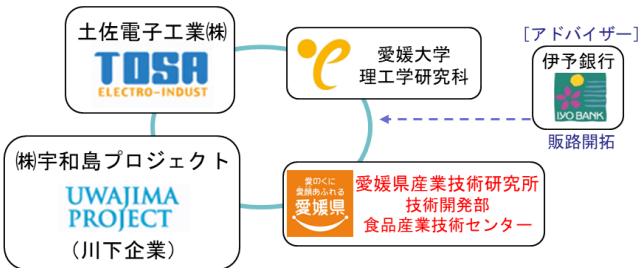 土佐電子工業㈱
TOSA
ELECTRO-INDUST
愛媛大学
理工学研究科
[アドバイザー]
伊予銀行
IYO BANK
販路開拓
㈱宇和島プロジェクト
UWAJIMA
PROJECT
(川下企業)
愛のくに
愛顔あふれる
愛媛県
愛媛県産業技術研究所
技術開発部
食品産業技術センター